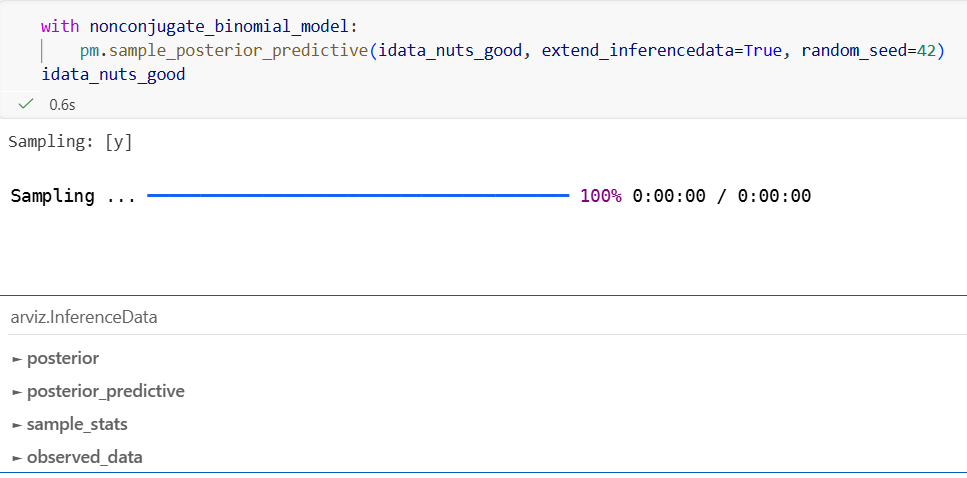 with nonconjugate_binomial_model:
    pm.sample_posterior_predictive(idata_nuts_good, extend_inferencedata=True, random_seed=42)
idata_nuts_good
✓ 0.6s
Sampling: [y]
Sampling ... 100% 0:00:00 / 0:00:00
arviz.InferenceData
► posterior
► posterior_predictive
► sample_stats
► observed_data